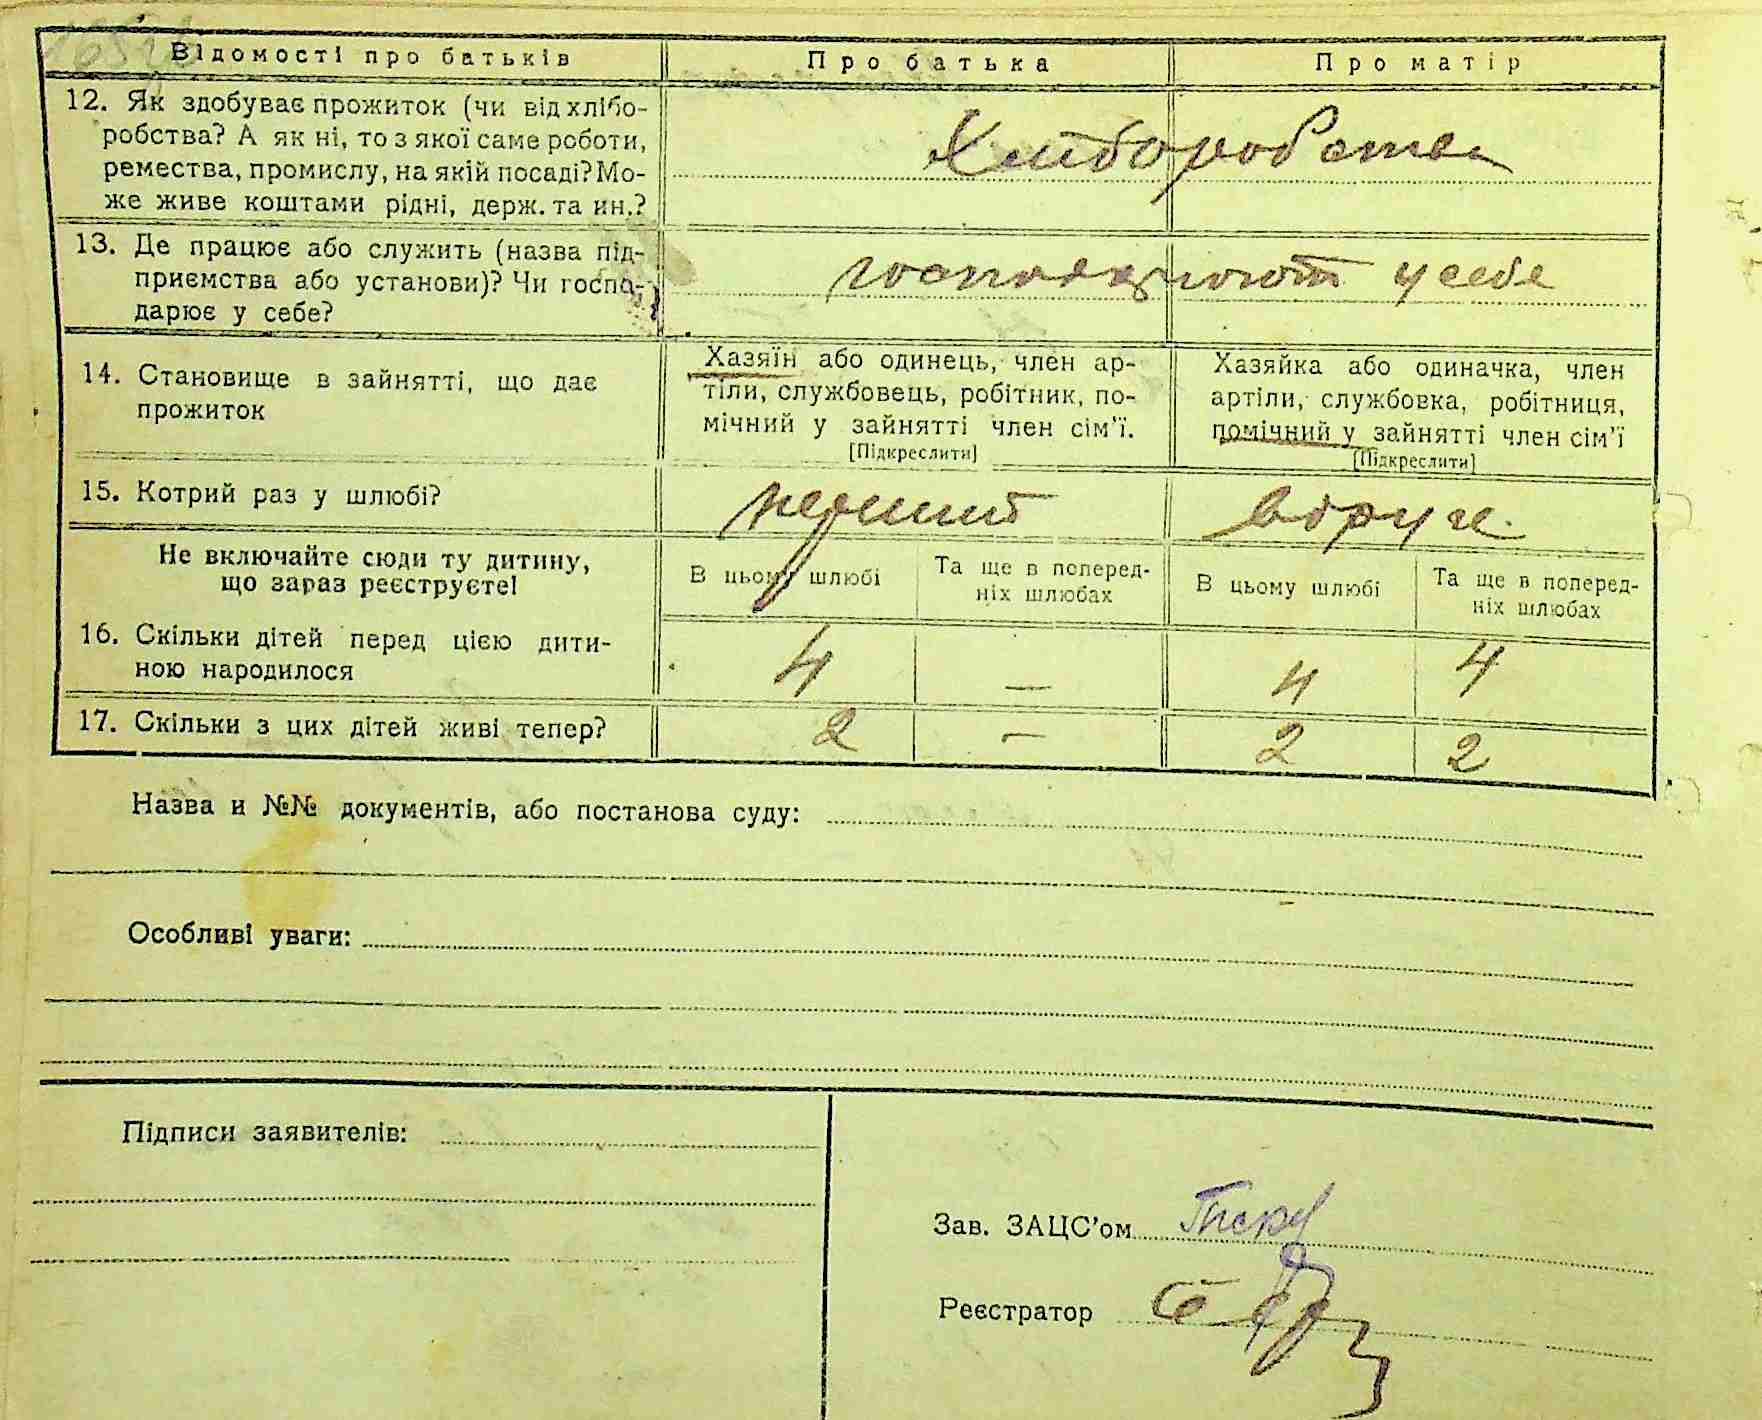 Відомості про батьків Про батька Про матір
12. Як здобуває прожиток (чи від хлібо-
робства? А як ні, то з якої саме роботи,
ремества, промислу, на якій посаді? Мо-
же живе коштами рідні, держ. та ин.?
Хліборобства
13. Де працює або служить (назва під-
приємства або установи)? Чи госпо-
дарює у себе?
господарюют у себе
14. Становище в зайнятті, що дає
прожиток
Хазяїн або одинець, член ар-
тіли, службовець, робітник, по-
мічний у зайнятті член сім'ї.
[Підкреслити]
Хазяйка або одиначка, член
артіли, службовка, робітниця,
помічний у зайнятті член сім'ї
[Підкреслити]
15. Котрий раз у шлюбі?
перший
Не включайте сюди ту дитину,
що зараз реєструєте!
В цьому шлюбі
Та ще в поперед-
ніх шлюбах
В цьому шлюбі
Та ще в поперед-
ніх шлюбах
16. Скільки дітей перед цією дити-
ною народилося
4 — 4 4
17. Скільки з цих дітей живі тепер?
2 — 2 2
Назва и №№ документів, або постанова суду:
Особливі уваги:
Підписи заявителів:
Зав. ЗАЦС'ом
Реєстратор